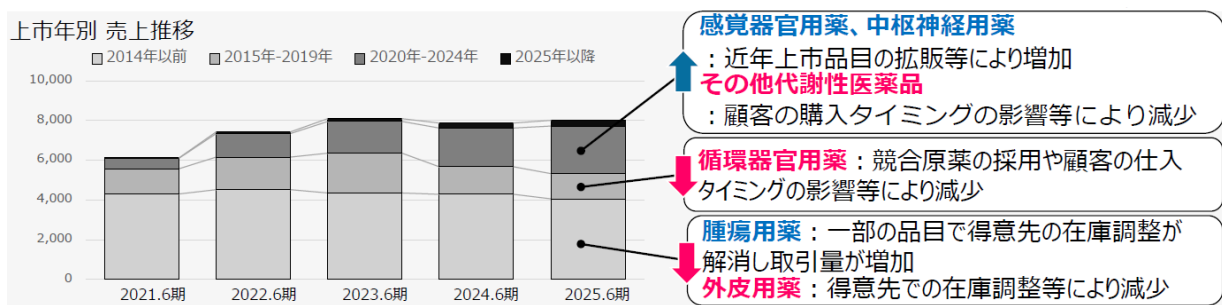 上市年別 売上推移
2014年以前 2015年-2019年 2020年-2024年 2025年以降
10,000
8,000
6,000
4,000
2,000
0
2021.6期 2022.6期 2023.6期 2024.6期 2025.6期
感覚器官用薬、中枢神経用薬
：近年上市品目の拡販等により増加
その他代謝性医薬品
：顧客の購入タイミングの影響等により減少
循環器官用薬：競合原薬の採用や顧客の仕入
タイミングの影響等により減少
腫瘍用薬：一部の品目で得意先の在庫調整が
解消し取引量が増加
外皮用薬：得意先での在庫調整等により減少